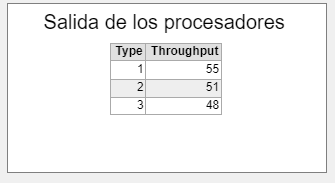 Salida de los procesadores
Type Throughput
1 55
2 51
3 48